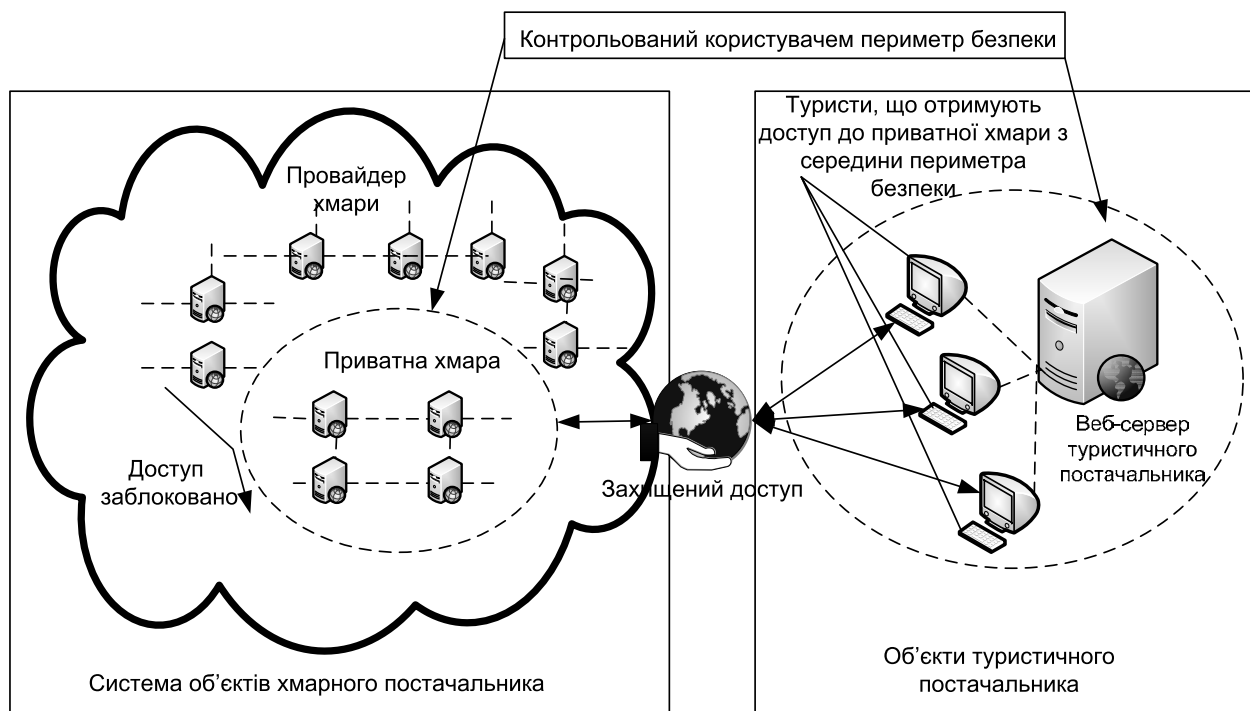 Контрольований користувачем периметр безпеки
Туристи, що отримують
доступ до приватної хмари з
середини периметра
безпеки
Провайдер
хмари
Приватна хмара
Доступ
заблоковано
Захищений доступ
Веб-сервер
туристичного
постачальника
Система об’єктів хмарного постачальника
Об’єкти туристичного
постачальника